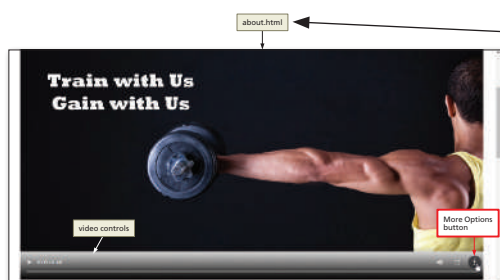 about.html
Train with Us
Gain with Us
video controls
More Options
button